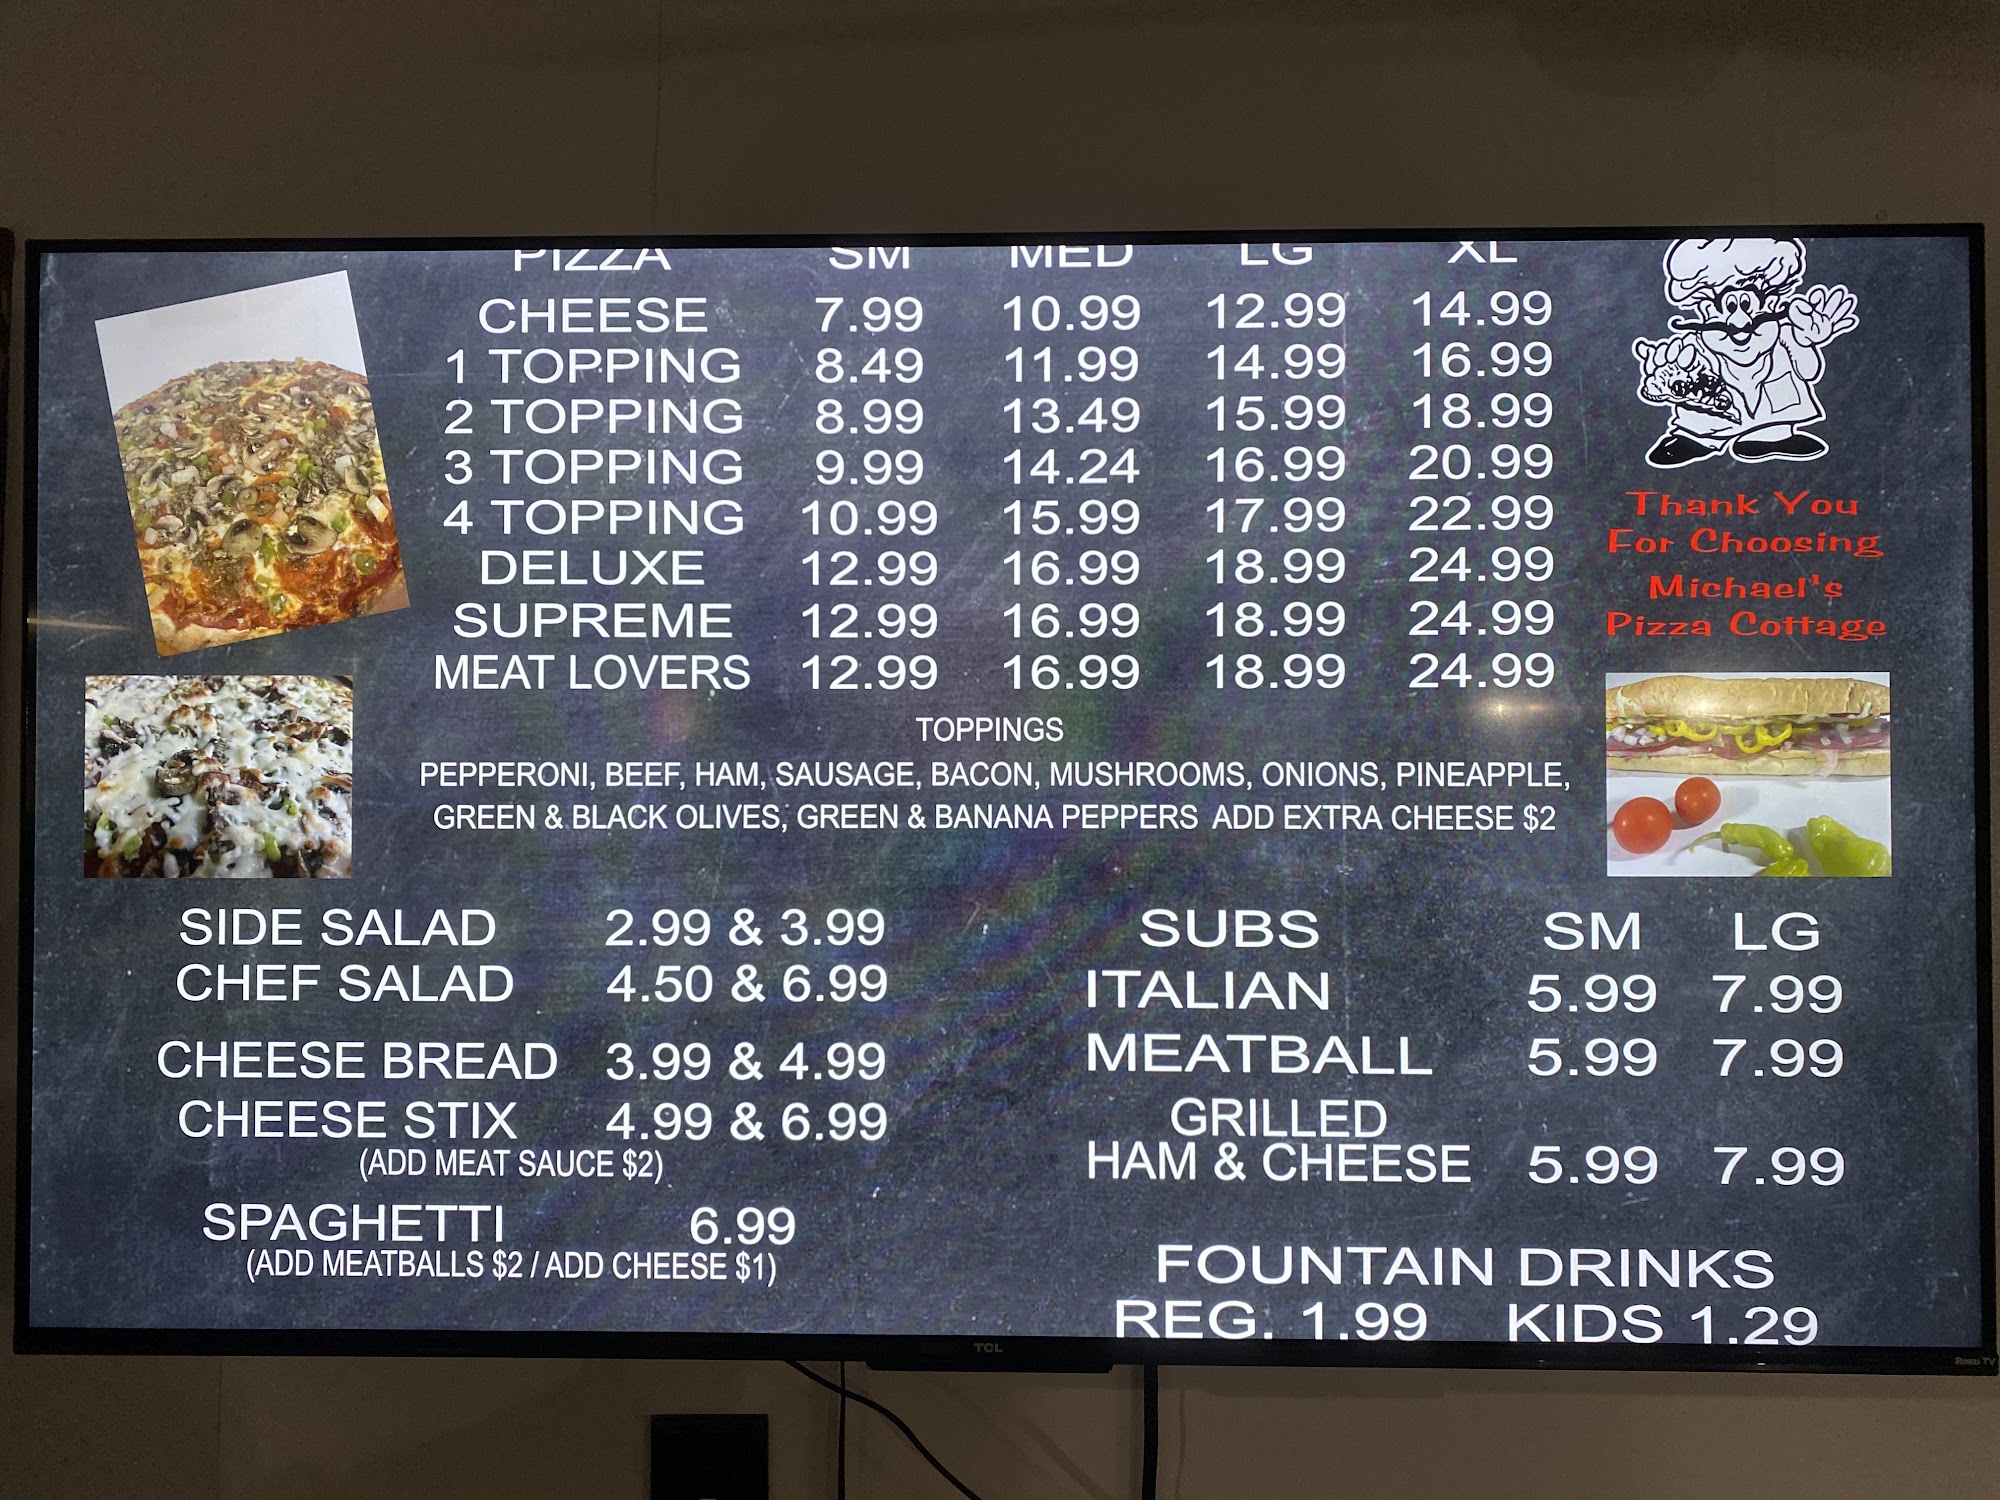 PIZZA SM MED LG XL
CHEESE 7.99 10.99 12.99 14.99
1 TOPPING 8.49 11.99 14.99 16.99
2 TOPPING 8.99 13.49 15.99 18.99
3 TOPPING 9.99 14.24 16.99 20.99
4 TOPPING 10.99 15.99 17.99 22.99
DELUXE 12.99 16.99 18.99 24.99
SUPREME 12.99 16.99 18.99 24.99
MEAT LOVERS 12.99 16.99 18.99 24.99
TOPPINGS
PEPPERONI, BEEF, HAM, SAUSAGE, BACON, MUSHROOMS, ONIONS, PINEAPPLE,
GREEN & BLACK OLIVES, GREEN & BANANA PEPPERS ADD EXTRA CHEESE $2
Thank You
For Choosing
Michael's
Pizza Cottage
SIDE SALAD 2.99 & 3.99
CHEF SALAD 4.50 & 6.99
CHEESE BREAD 3.99 & 4.99
CHEESE STIX 4.99 & 6.99
(ADD MEAT SAUCE $2)
SPAGHETTI 6.99
(ADD MEATBALLS $2 / ADD CHEESE $1)
SUBS SM LG
ITALIAN 5.99 7.99
MEATBALL 5.99 7.99
GRILLED
HAM & CHEESE 5.99 7.99
FOUNTAIN DRINKS
REG. 1.99 KIDS 1.29
TCL
Roku TV